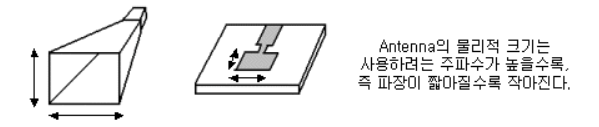 Antenna의 물리적 크기는
사용하려는 주파수가 높을수록,
즉 파장이 짧아질수록 작아진다.